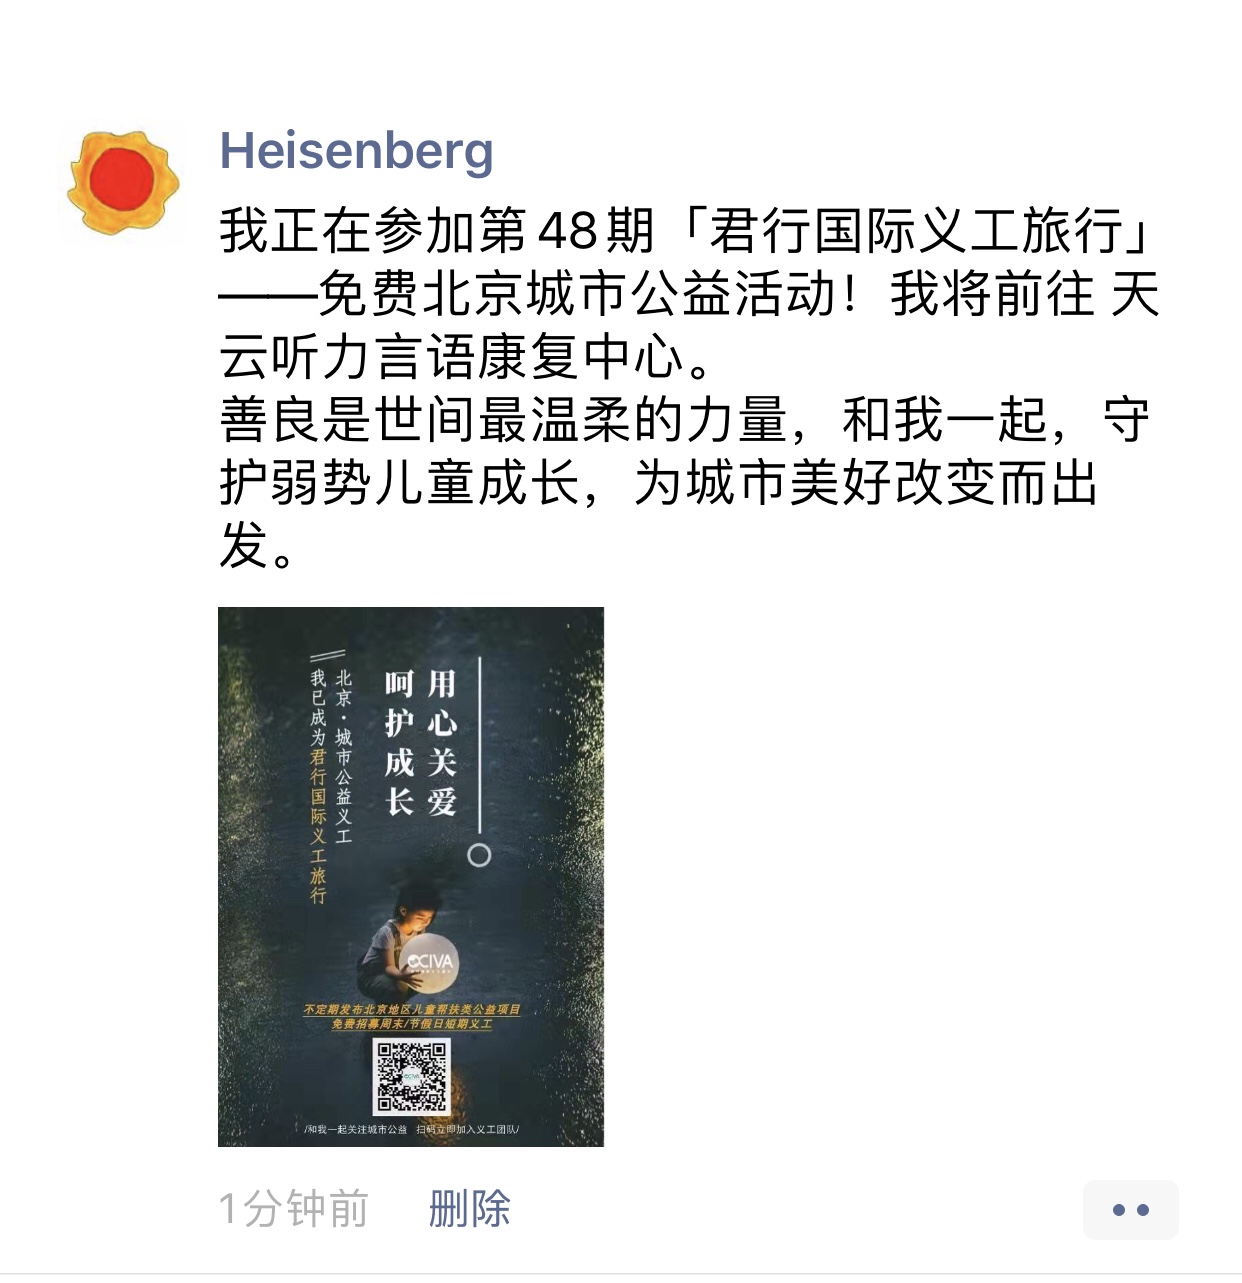 Heisenberg
我正在参加第48期「君行国际义工旅行」
——免费北京城市公益活动！我将前往 天
云听力言语康复中心。
善良是世间最温柔的力量，和我一起，守
护弱势儿童成长，为城市美好改变而出
发。
用心关爱
呵护成长
北京·城市公益义工
我已成为君行国际义工旅行
OCIVA
不定期发布北京地区儿童帮扶类公益项目
免费招募周末/节假日短期义工
/和我一起关注城市公益 扫码立即加入义工团队/
1分钟前 删除